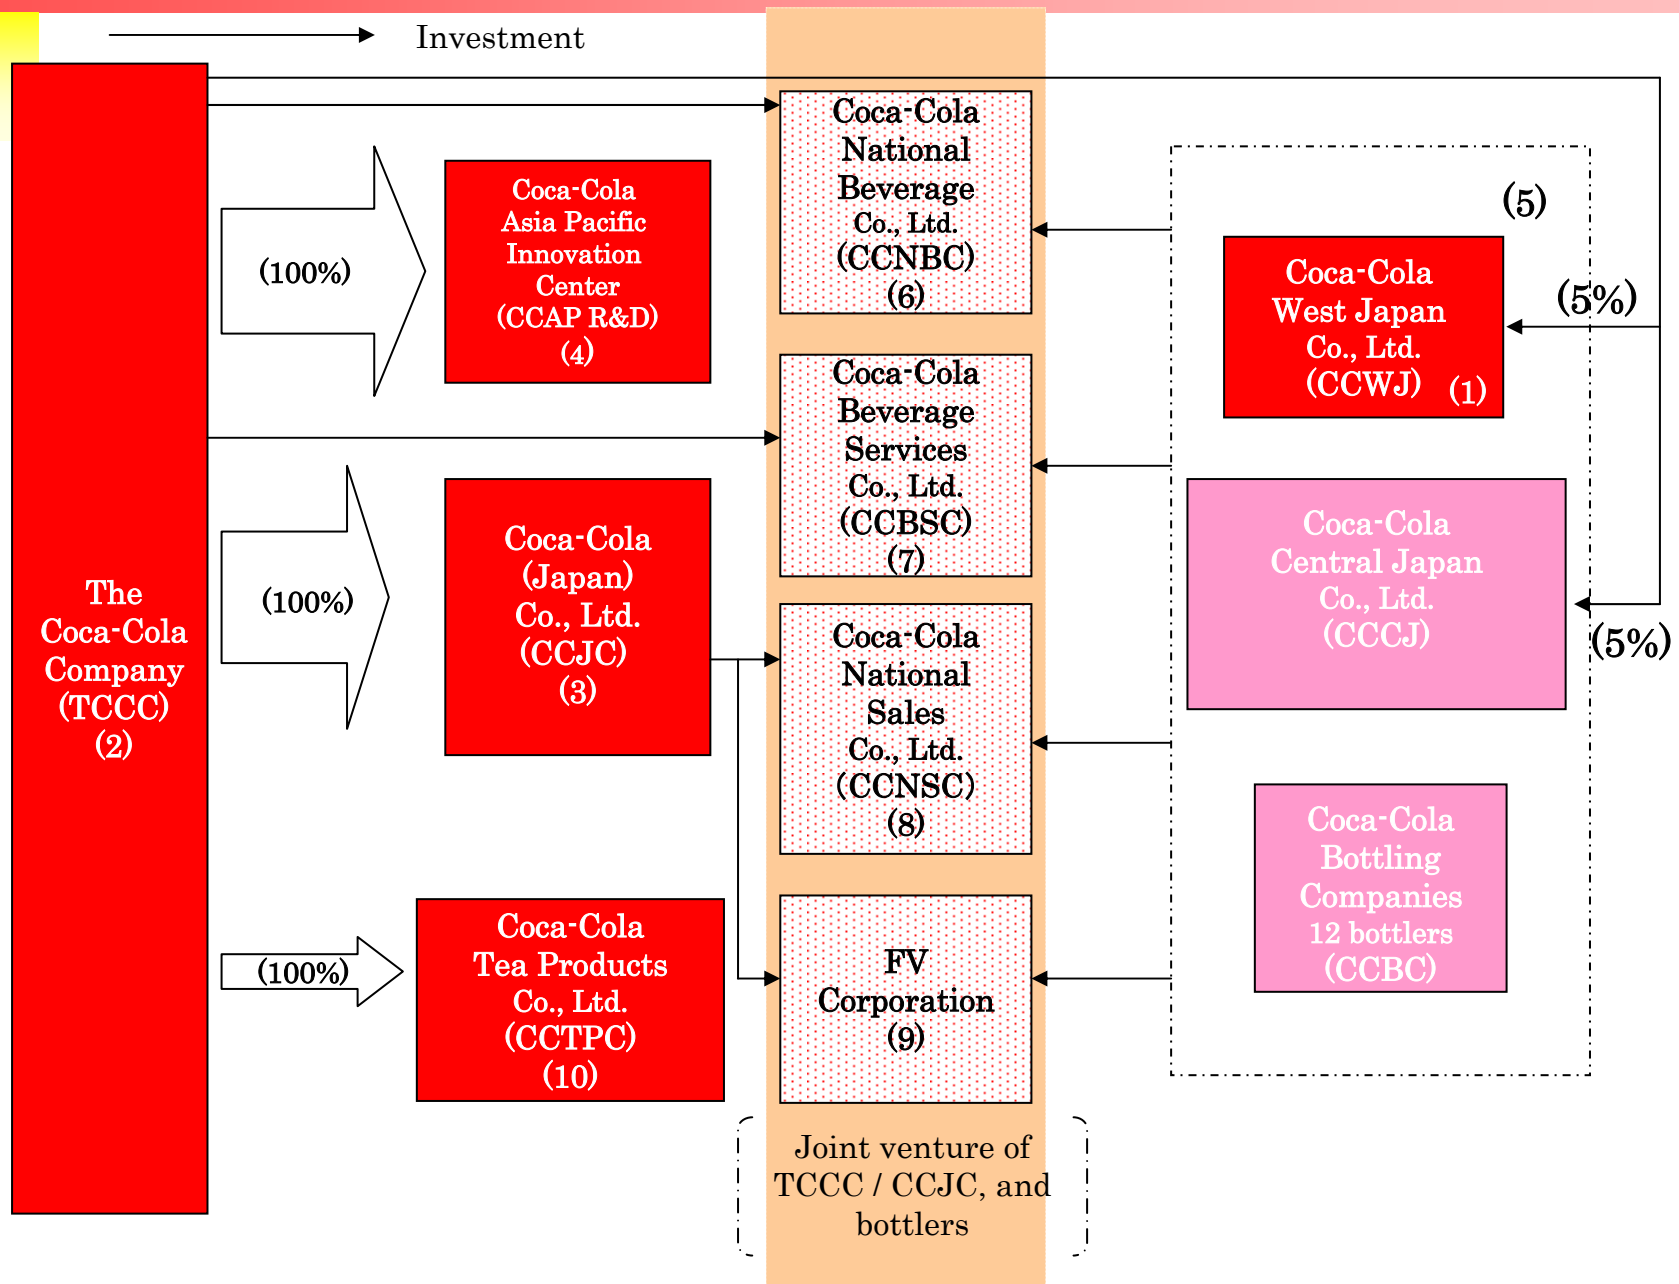 Investment
The
Coca-Cola
Company
(TCCC)
(2)
(100%)
Coca-Cola
Asia Pacific
Innovation
Center
(CCAP R&D)
(4)
(100%)
Coca-Cola
(Japan)
Co., Ltd.
(CCJC)
(3)
(100%)
Coca-Cola
Tea Products
Co., Ltd.
(CCTPC)
(10)
Coca-Cola
National
Beverage
Co., Ltd.
(CCNBC)
(6)
Coca-Cola
Beverage
Services
Co., Ltd.
(CCBSC)
(7)
Coca-Cola
National
Sales
Co., Ltd.
(CCNSC)
(8)
FV
Corporation
(9)
Joint venture of
TCCC / CCJC, and
bottlers
(5)
Coca-Cola
West Japan
Co., Ltd.
(CCWJ)
(1)
(5%)
Coca-Cola
Central Japan
Co., Ltd.
(CCCJ)
(5%)
Coca-Cola
Bottling
Companies
12 bottlers
(CCBC)